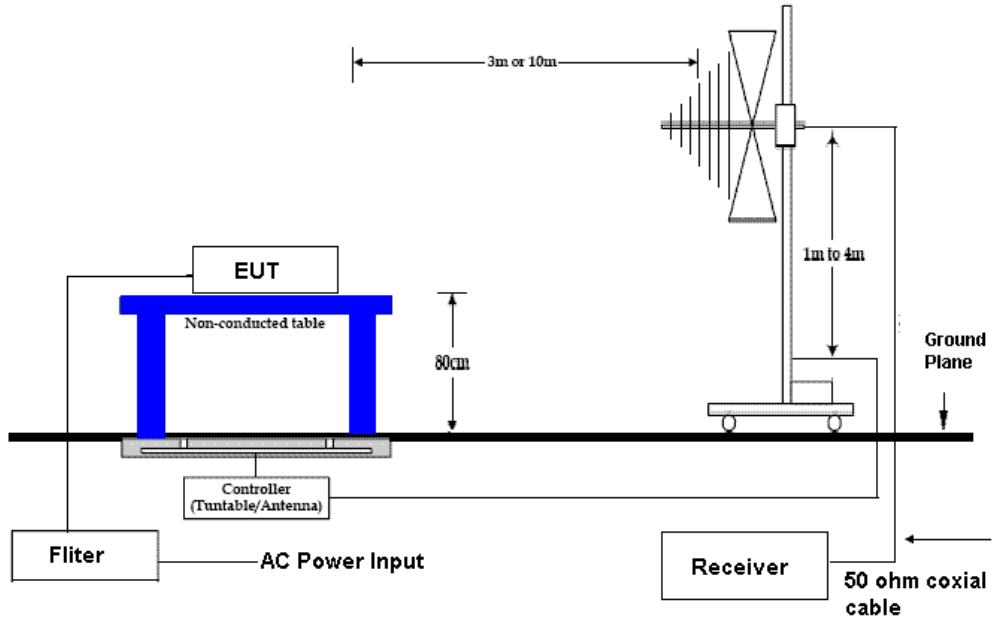 3m or 10m
1m to 4m
EUT
Non-conducted table
80cm
Ground
Plane
Controller
(Tuntable/Antenna)
Fliter
AC Power Input
Receiver
50 ohm coxial
cable